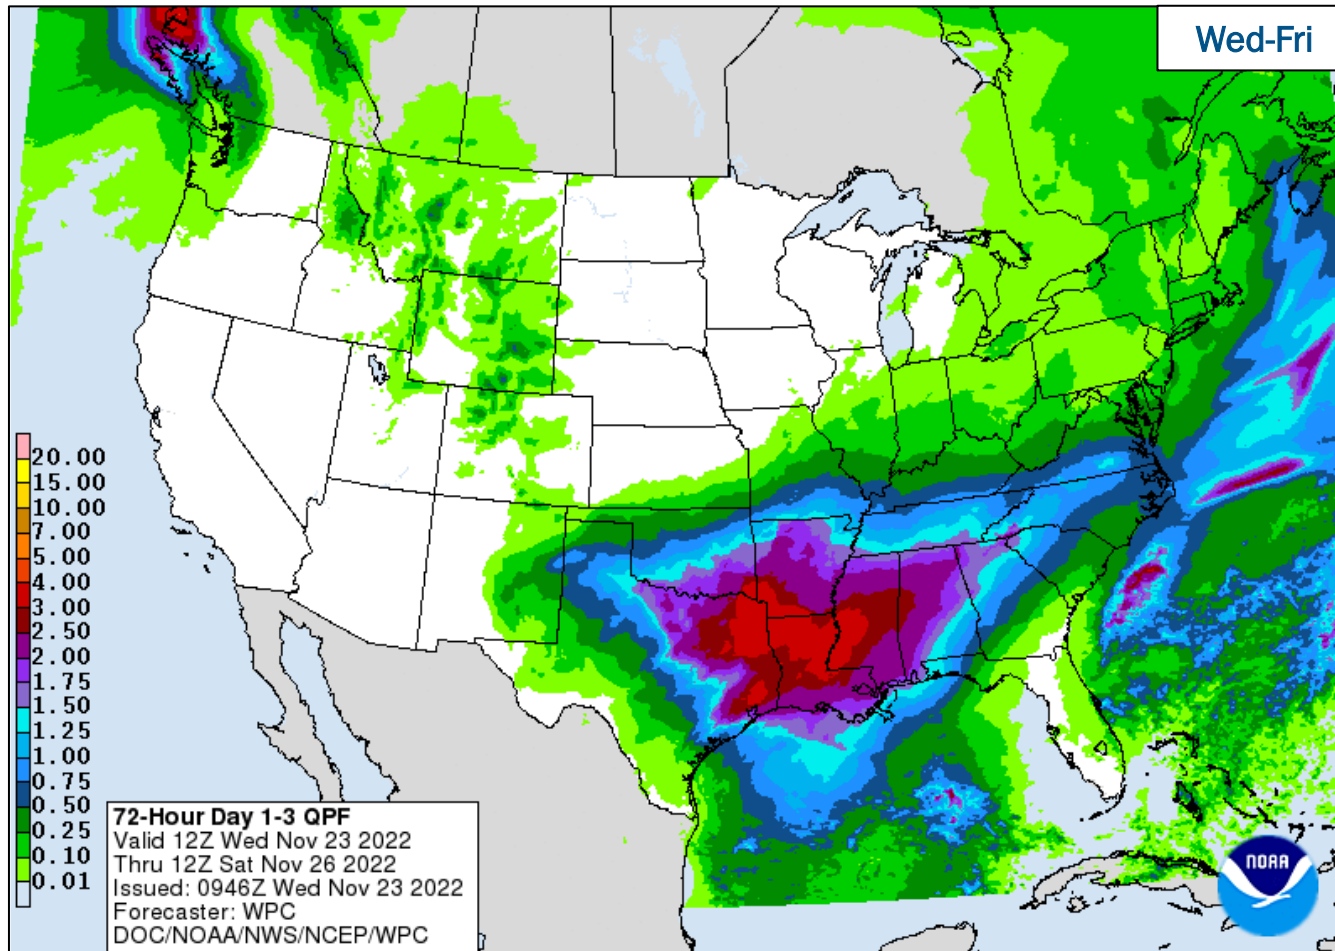 Wed-Fri
20.00
15.00
10.00
7.00
5.00
4.00
3.00
2.50
2.00
1.75
1.50
1.25
1.00
0.75
0.50
0.25
0.10
0.01
72-Hour Day 1-3 QPF
Valid 12Z Wed Nov 23 2022
Thru 12Z Sat Nov 26 2022
Issued: 0946Z Wed Nov 23 2022
Forecaster: WPC
DOC/NOAA/NWS/NCEP/WPC
NOAA